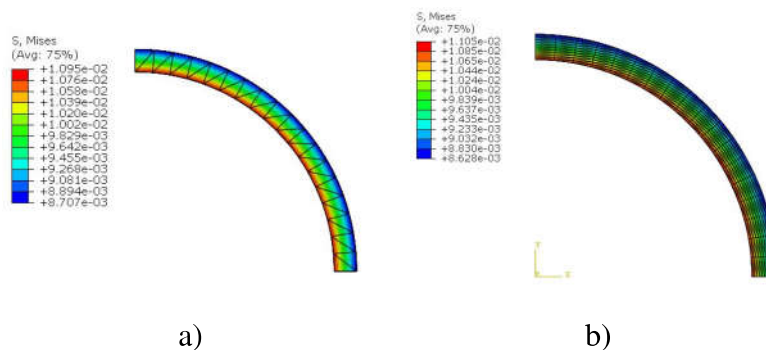 S, Mises
(Avg: 75%)
+1.095e-02
+1.076e-02
+1.058e-02
+1.039e-02
+1.020e-02
+1.002e-02
+9.829e-03
+9.642e-03
+9.455e-03
+9.268e-03
+9.081e-03
+8.894e-03
+8.707e-03
S, Mises
(Avg: 75%)
+1.105e-02
+1.085e-02
+1.065e-02
+1.044e-02
+1.024e-02
+1.004e-02
+9.839e-03
+9.637e-03
+9.435e-03
+9.233e-03
+9.032e-03
+8.830e-03
+8.628e-03
Y
X
a)
b)